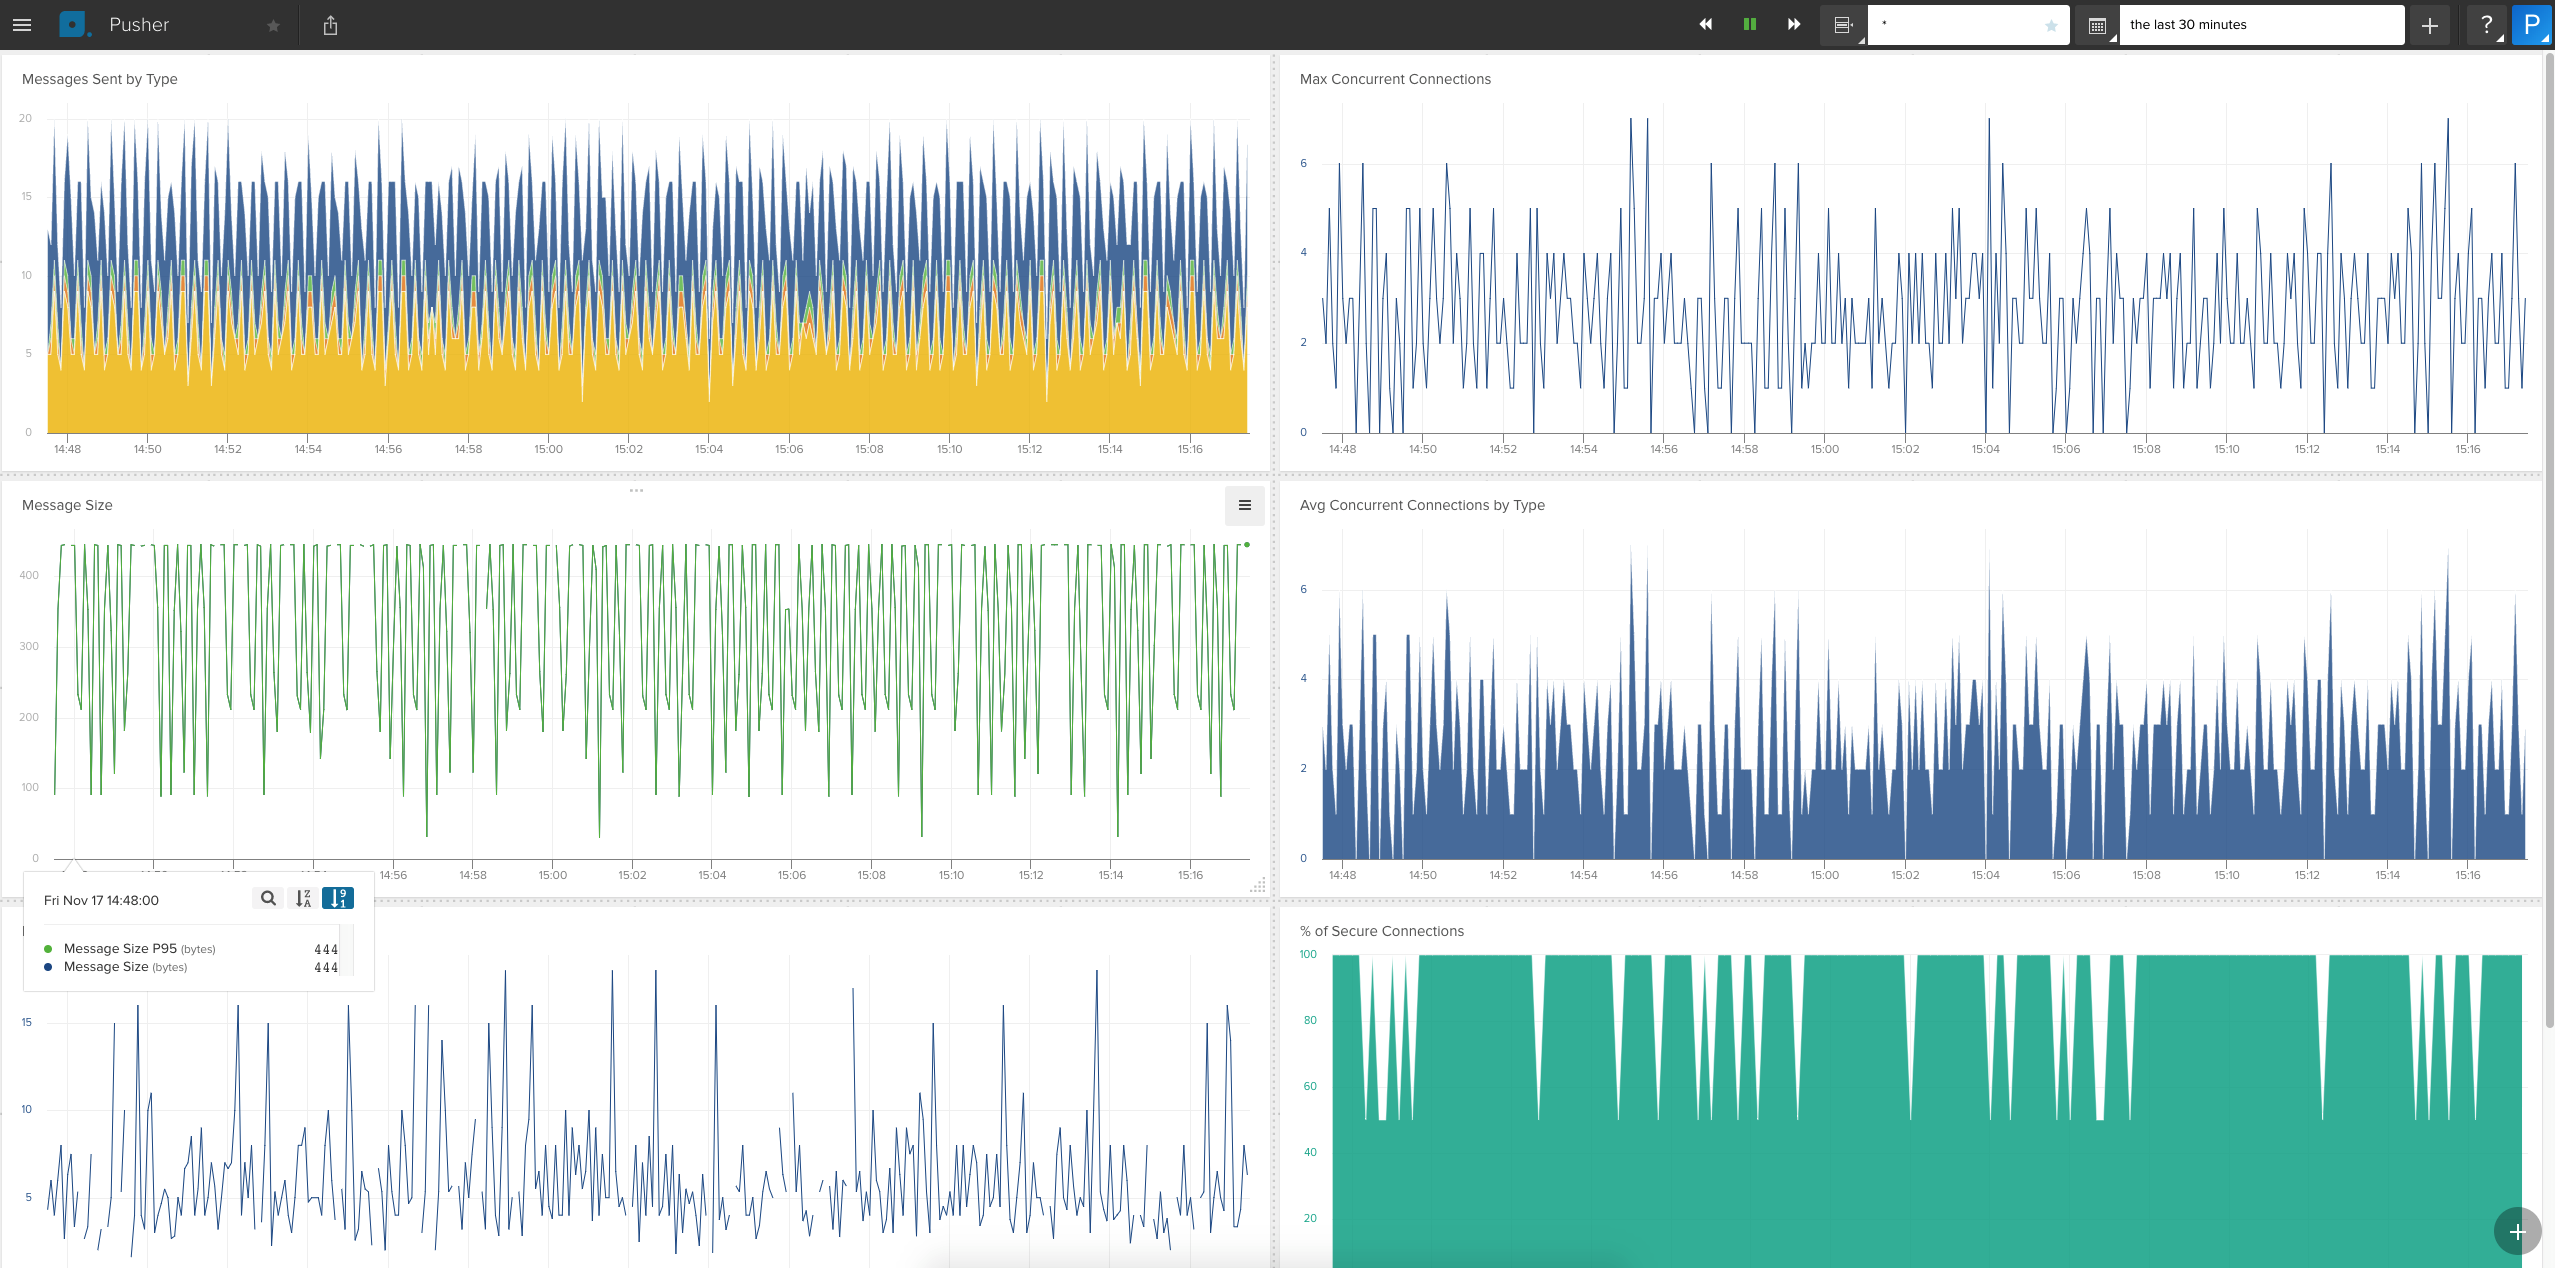 Pusher
*
the last 30 minutes
+
?
P
Messages Sent by Type
20
15
10
5
0
14:48 14:50 14:52 14:54 14:56 14:58 15:00 15:02 15:04 15:06 15:08 15:10 15:12 15:14 15:16
Max Concurrent Connections
6
4
2
0
14:48 14:50 14:52 14:54 14:56 14:58 15:00 15:02 15:04 15:06 15:08 15:10 15:12 15:14 15:16
Message Size
400
300
200
100
0
14:56 14:58 15:00 15:02 15:04 15:06 15:08 15:10 15:12 15:14 15:16
Avg Concurrent Connections by Type
6
4
2
0
14:48 14:50 14:52 14:54 14:56 14:58 15:00 15:02 15:04 15:06 15:08 15:10 15:12 15:14 15:16
Fri Nov 17 14:48:00
Z A
9 1
Message Size P95 (bytes) 444
Message Size (bytes) 444
15
10
5
% of Secure Connections
100
80
60
40
20
+